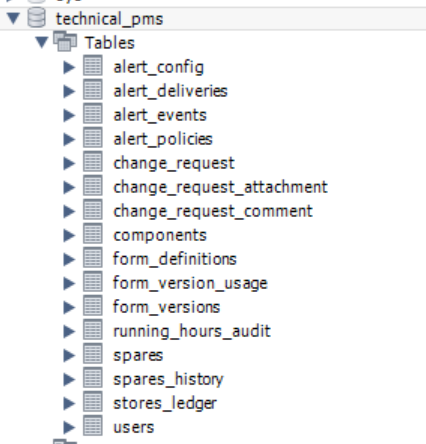 technical_pms
Tables
alert_config
alert_deliveries
alert_events
alert_policies
change_request
change_request_attachment
change_request_comment
components
form_definitions
form_version_usage
form_versions
running_hours_audit
spares
spares_history
stores_ledger
users